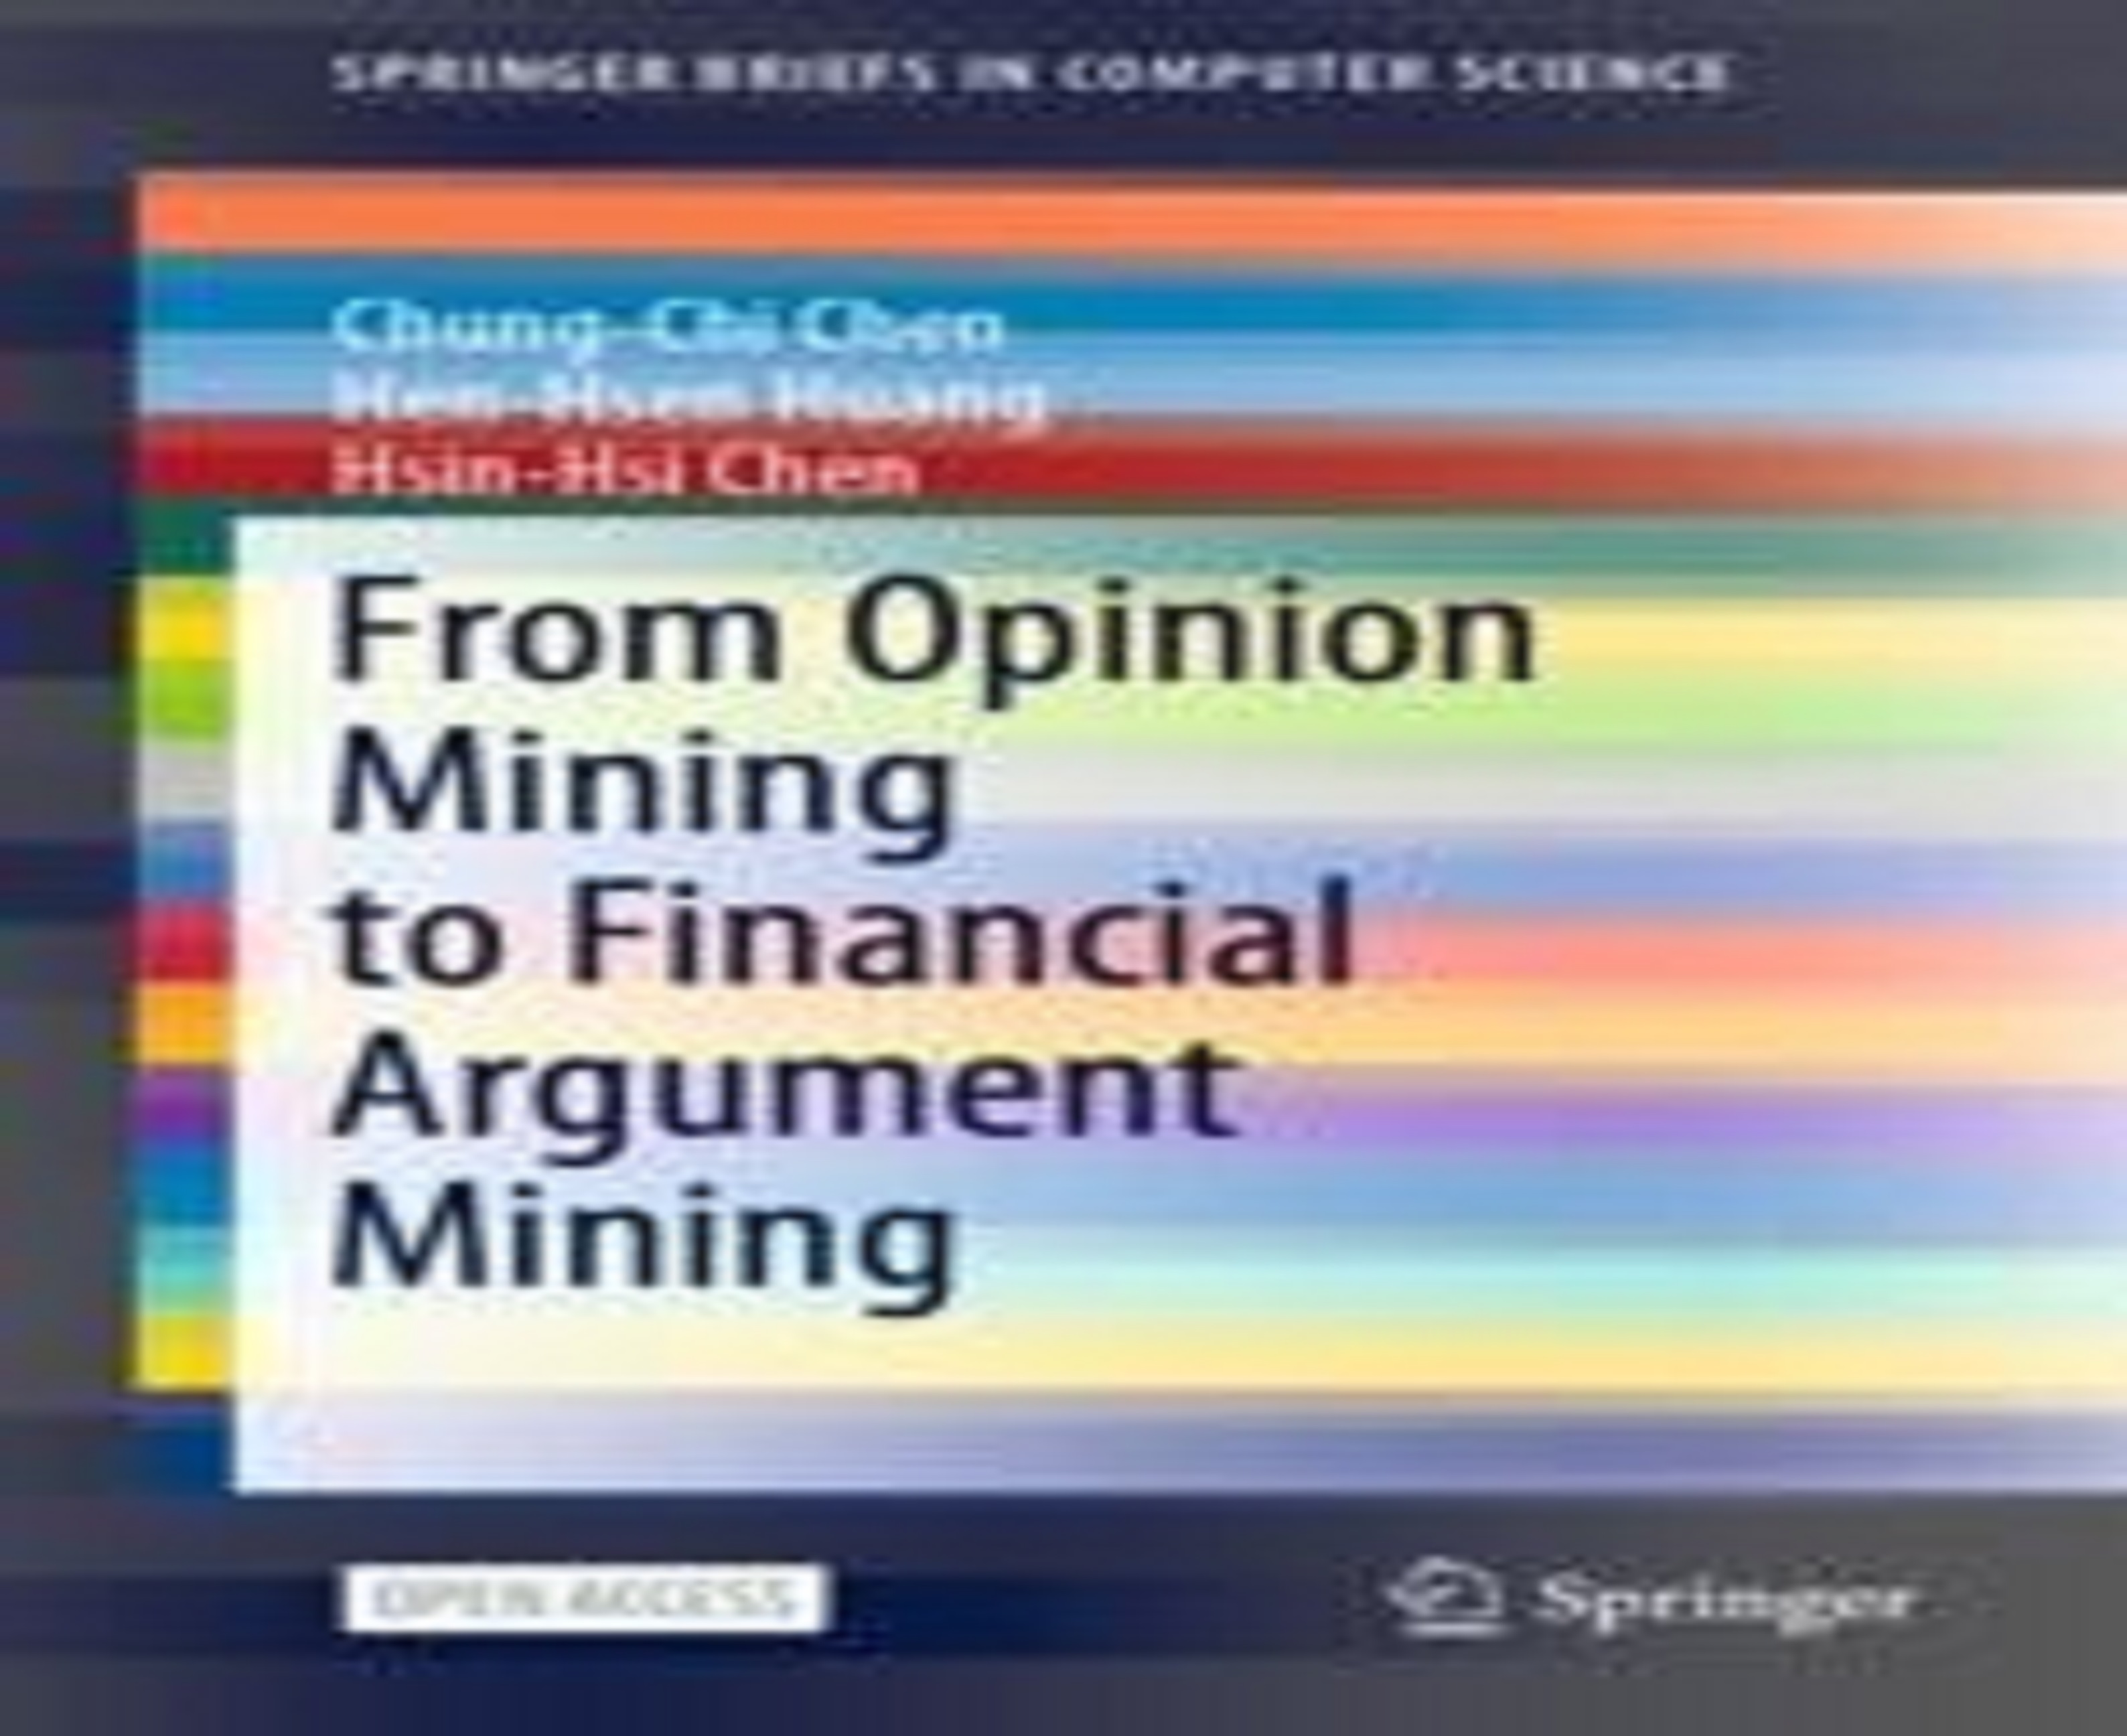 SPRINGER BRIEFS IN COMPUTER SCIENCE
Chung-Chi Chen
Hen-Hsen Huang
Hsin-Hsi Chen
From Opinion
Mining
to Financial
Argument
Mining
OPEN ACCESS
Springer